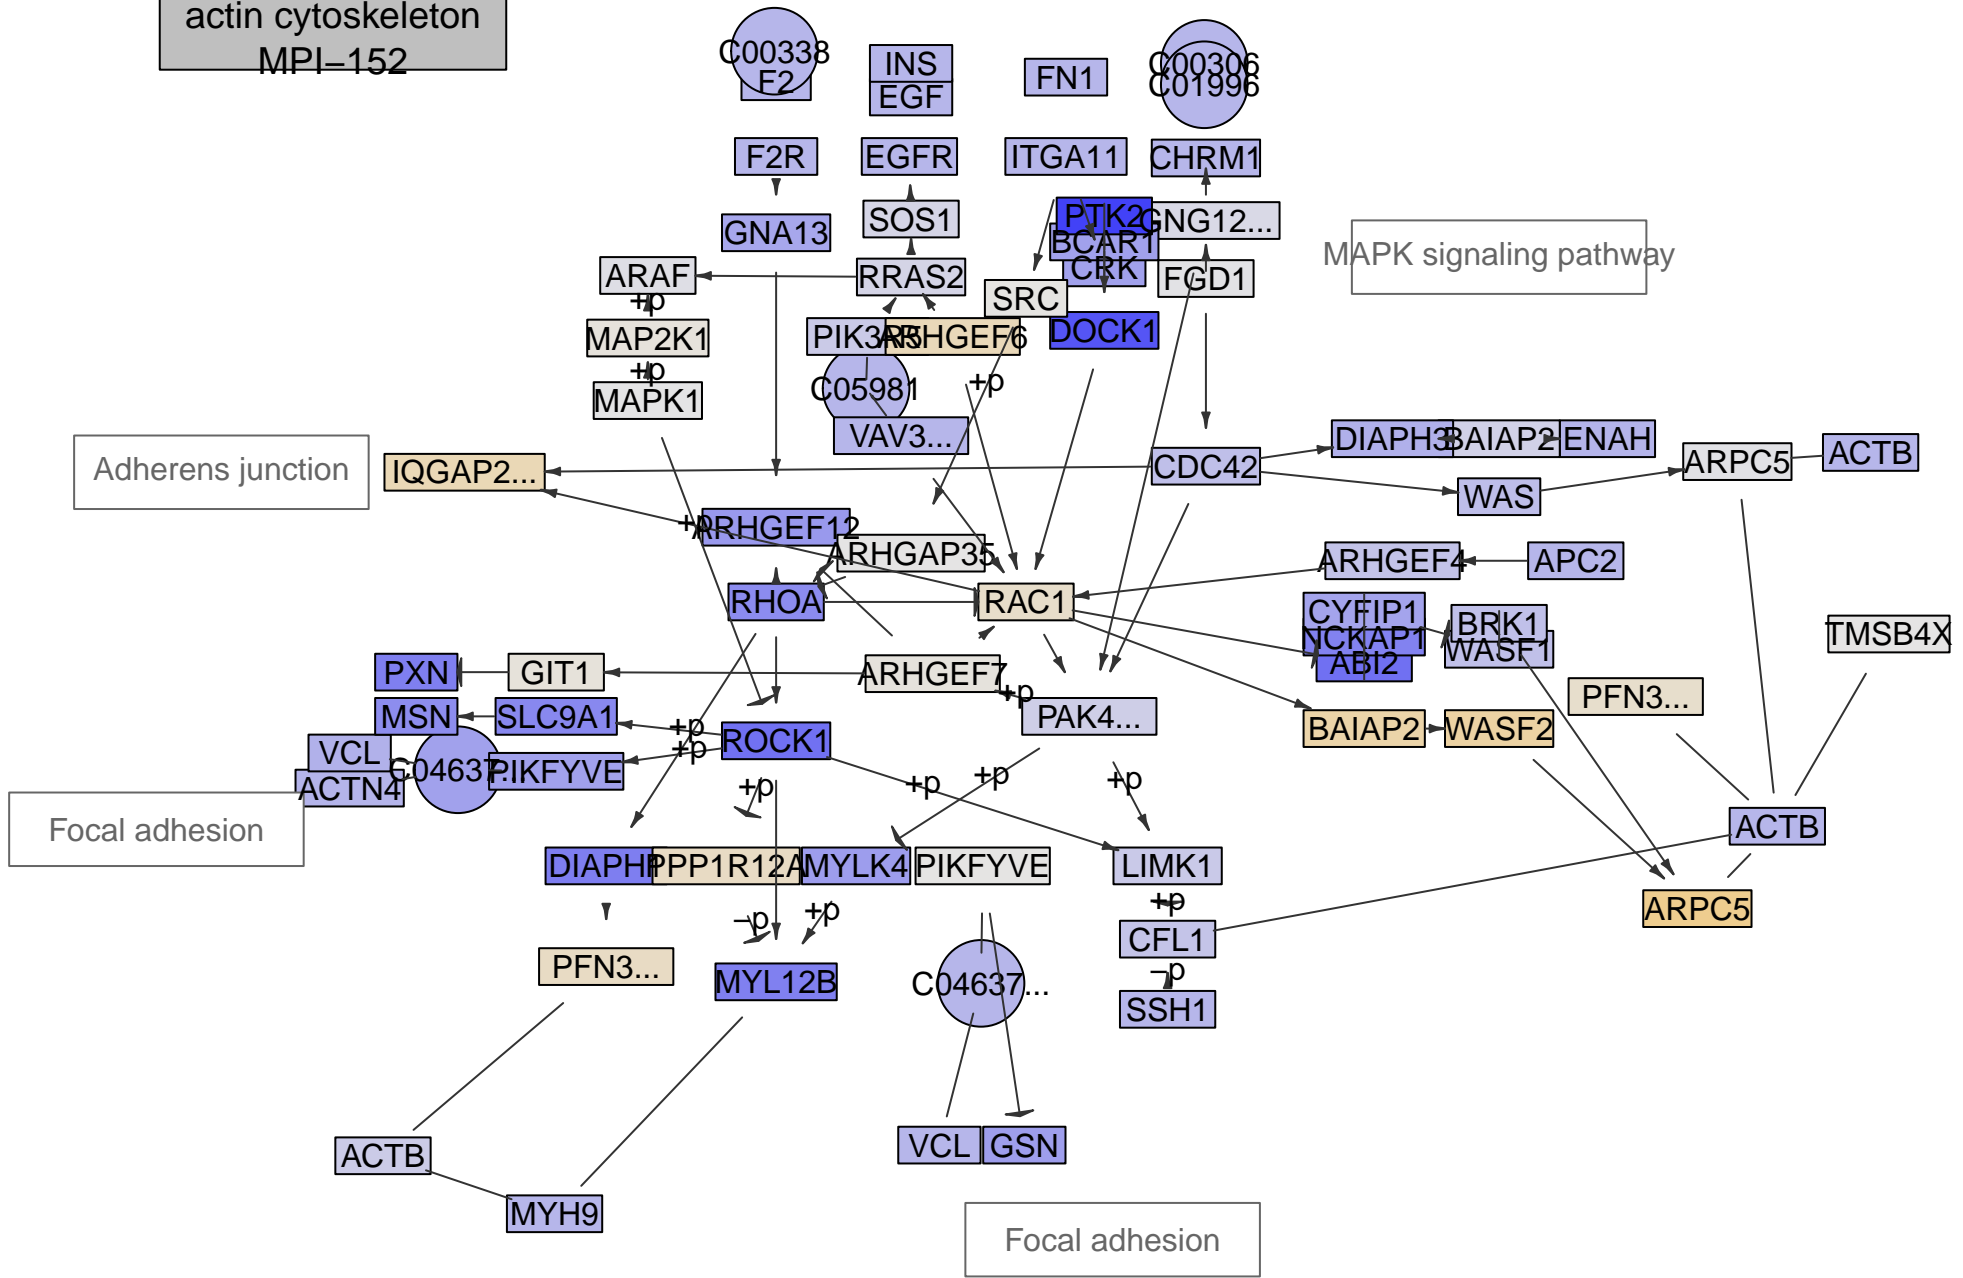 actin cytoskeleton
MPI–152
C00338
F2
INS
EGF
FN1
C00306
C01996
F2R
EGFR
ITGA11
CHRM1
GNA13
SOS1
PTK2
GNG12...
BCAR1
CRK
MAPK signaling pathway
ARAF
RRAS2
SRC
FGD1
+p
MAP2K1
ARHGEF6
DOCK1
+p
MAPK1
C05981
+p
VAV3...
Adherens junction
IQGAP2...
CDC42
DIAPH3
BAIAP2
ENAH
ARPC5
ACTB
WAS
+p
ARHGEF12
ARHGAP35
ARHGEF4
APC2
RHOA
RAC1
CYFIP1
BRK1
NCKAP1
WASF1
ABI2
TMSB4X
PXN
GIT1
ARHGEF7
+p
PFN3...
MSN
SLC9A1
+p
PAK4...
ROCK1
BAIAP2
WASF2
VCL
C04637...
PIKFYVE
+p
ACTN4
+p
+p
+p
+p
Focal adhesion
ACTB
PPP1R12A
MYLK4
PIKFYVE
LIMK1
–p
+p
+p
ARPC5
CFL1
PFN3...
MYL12B
C04637...
–p
SSH1
ACTB
VCL
GSN
MYH9
Focal adhesion